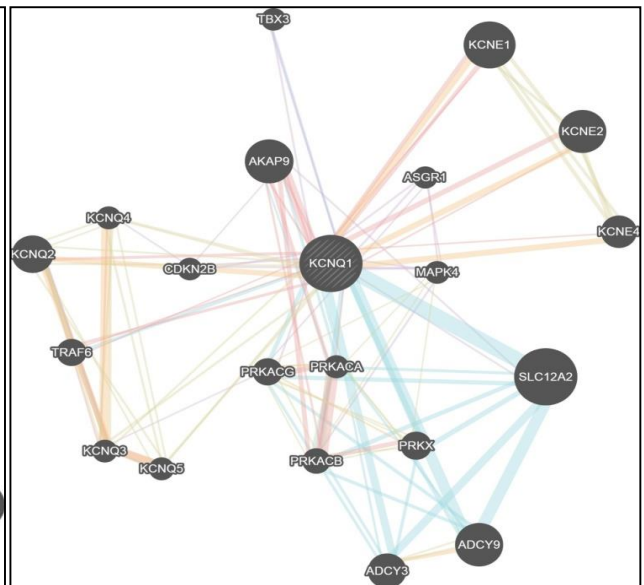 TBX3
KCNE1
KCNE2
AKAP9
ASGR1
KCNQ4
KCNE4
KCNQ2
CDKN2B
KCNQ1
MAPK4
TRAF6
PRKACG
PRKACA
SLC12A2
KCNQ3
KCNQ5
PRKACB
PRKX
ADCY9
ADCY3